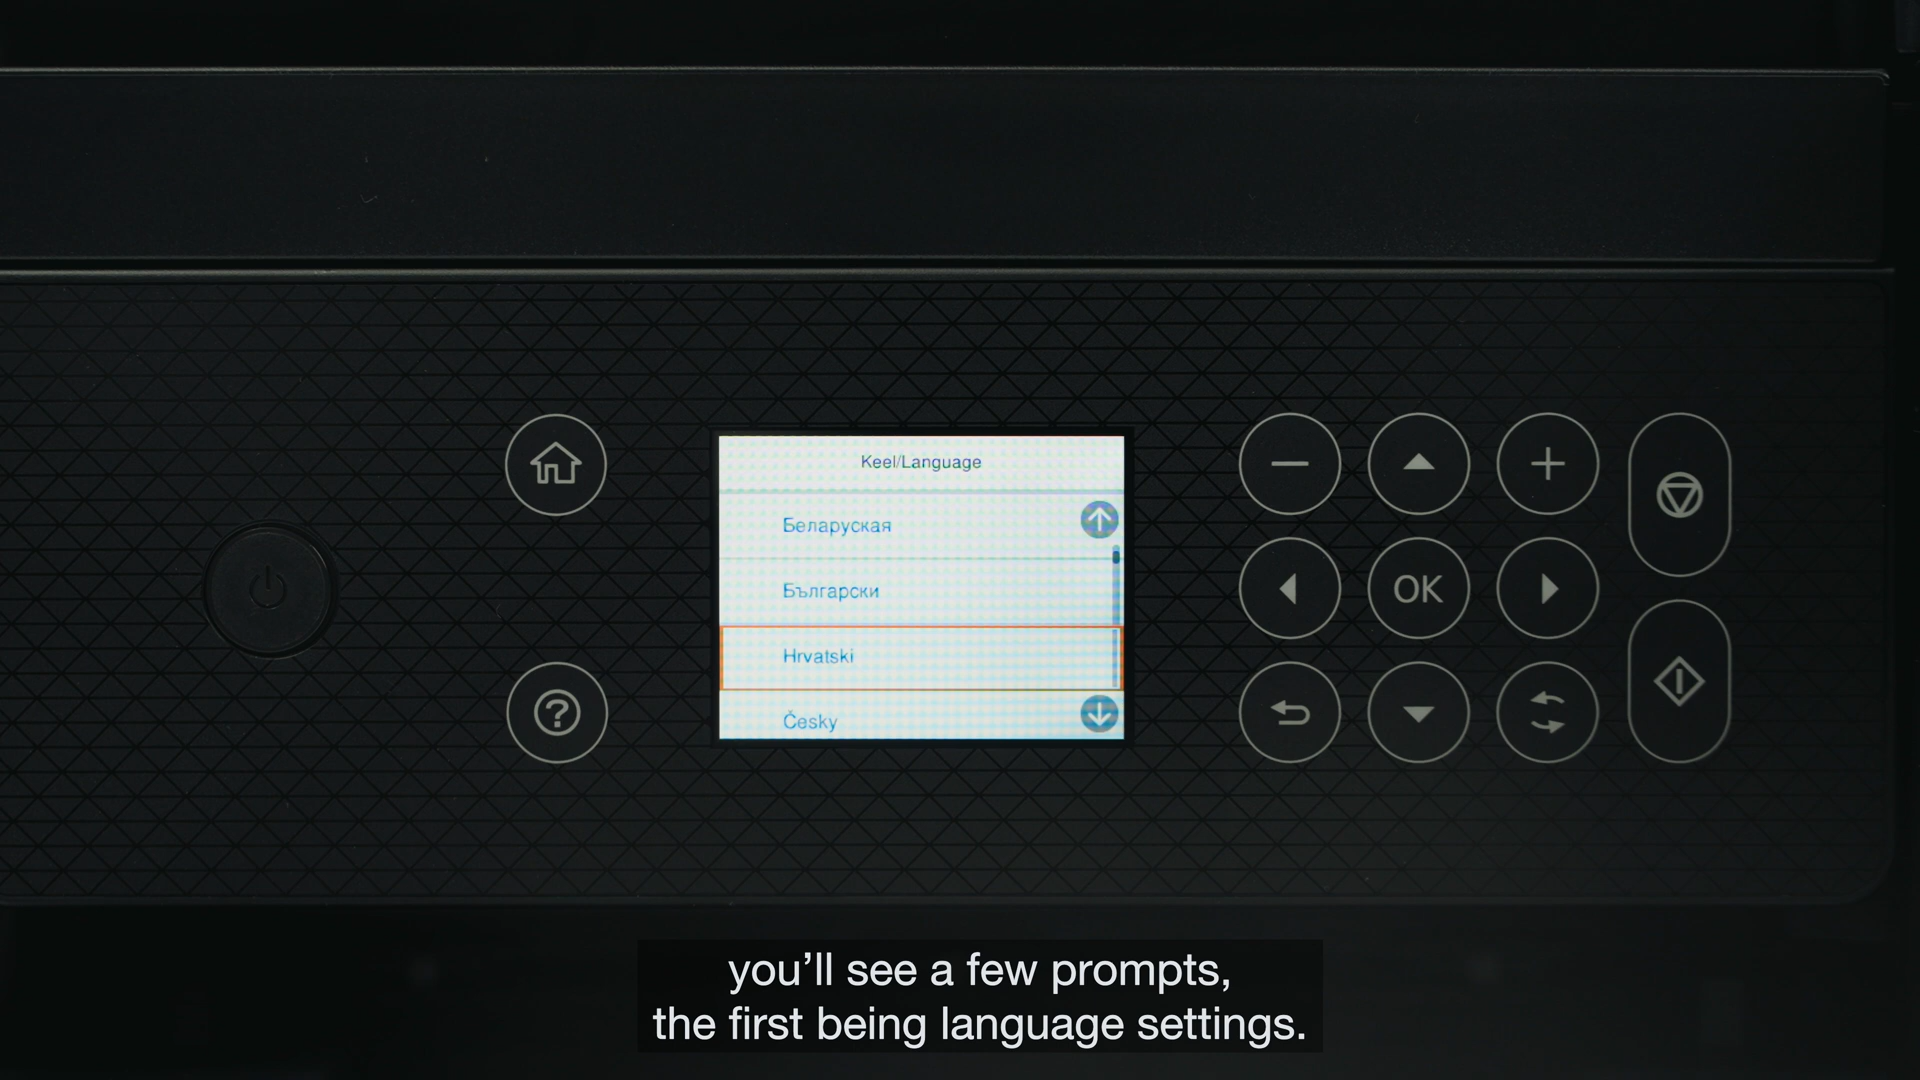 Keel/Language
Беларуская
Български
Hrvatski
Česky
OK
you’ll see a few prompts,
the first being language settings.